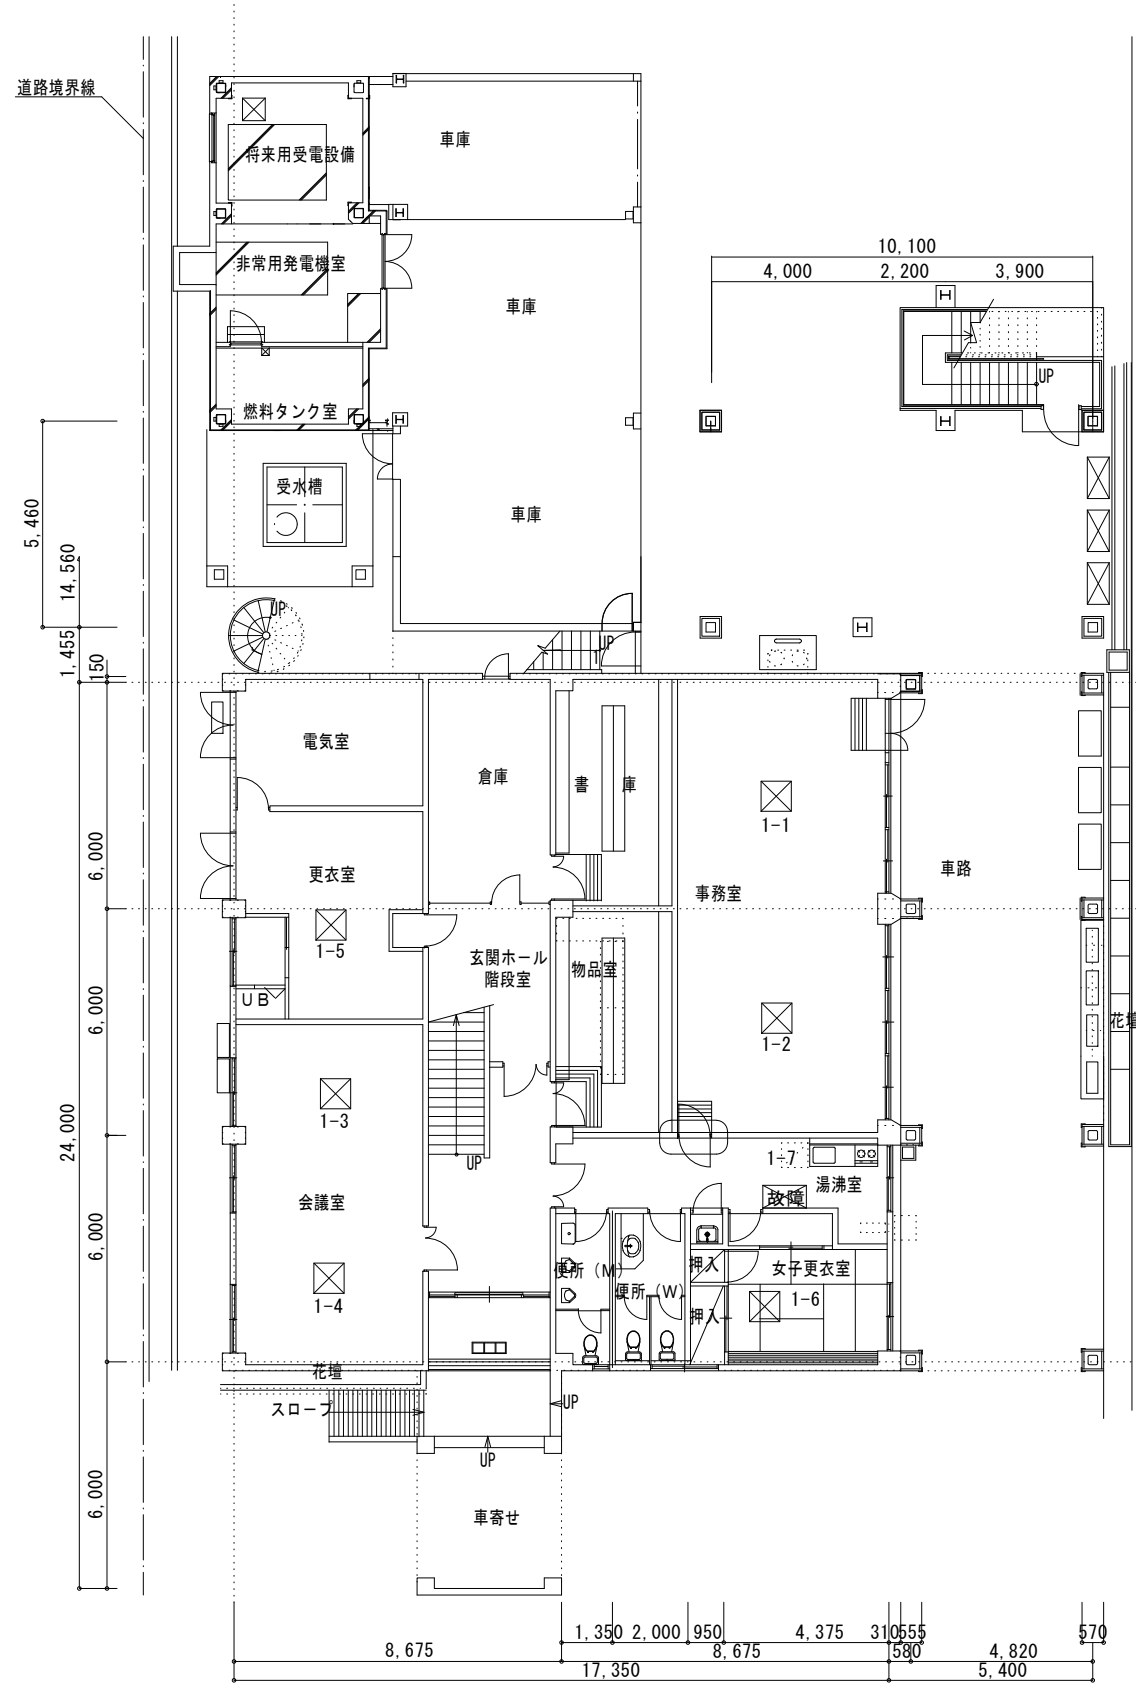 道路境界線
車庫
将来用受電設備
非常用発電機室
10,100
4,000
2,200
3,900
H
H
H
H
H
H
車庫
UP
燃料タンク室
受水槽
車庫
5,460
14,560
1,455
150
UP
UP
電気室
倉庫
書
庫
1-1
6,000
更衣室
事務室
車路
1-5
玄関ホール
階段室
物品室
UB
6,000
花壇
1-2
1-3
24,000
UP
1-7
湯沸室
会議室
故障
6,000
押入
女子更衣室
便所（M）
便所（W）
1-4
1-6
押入
花壇
スロープ
UP
UP
6,000
車寄せ
1,350
2,000
950
4,375
310
555
570
8,675
8,675
580
4,820
17,350
5,400